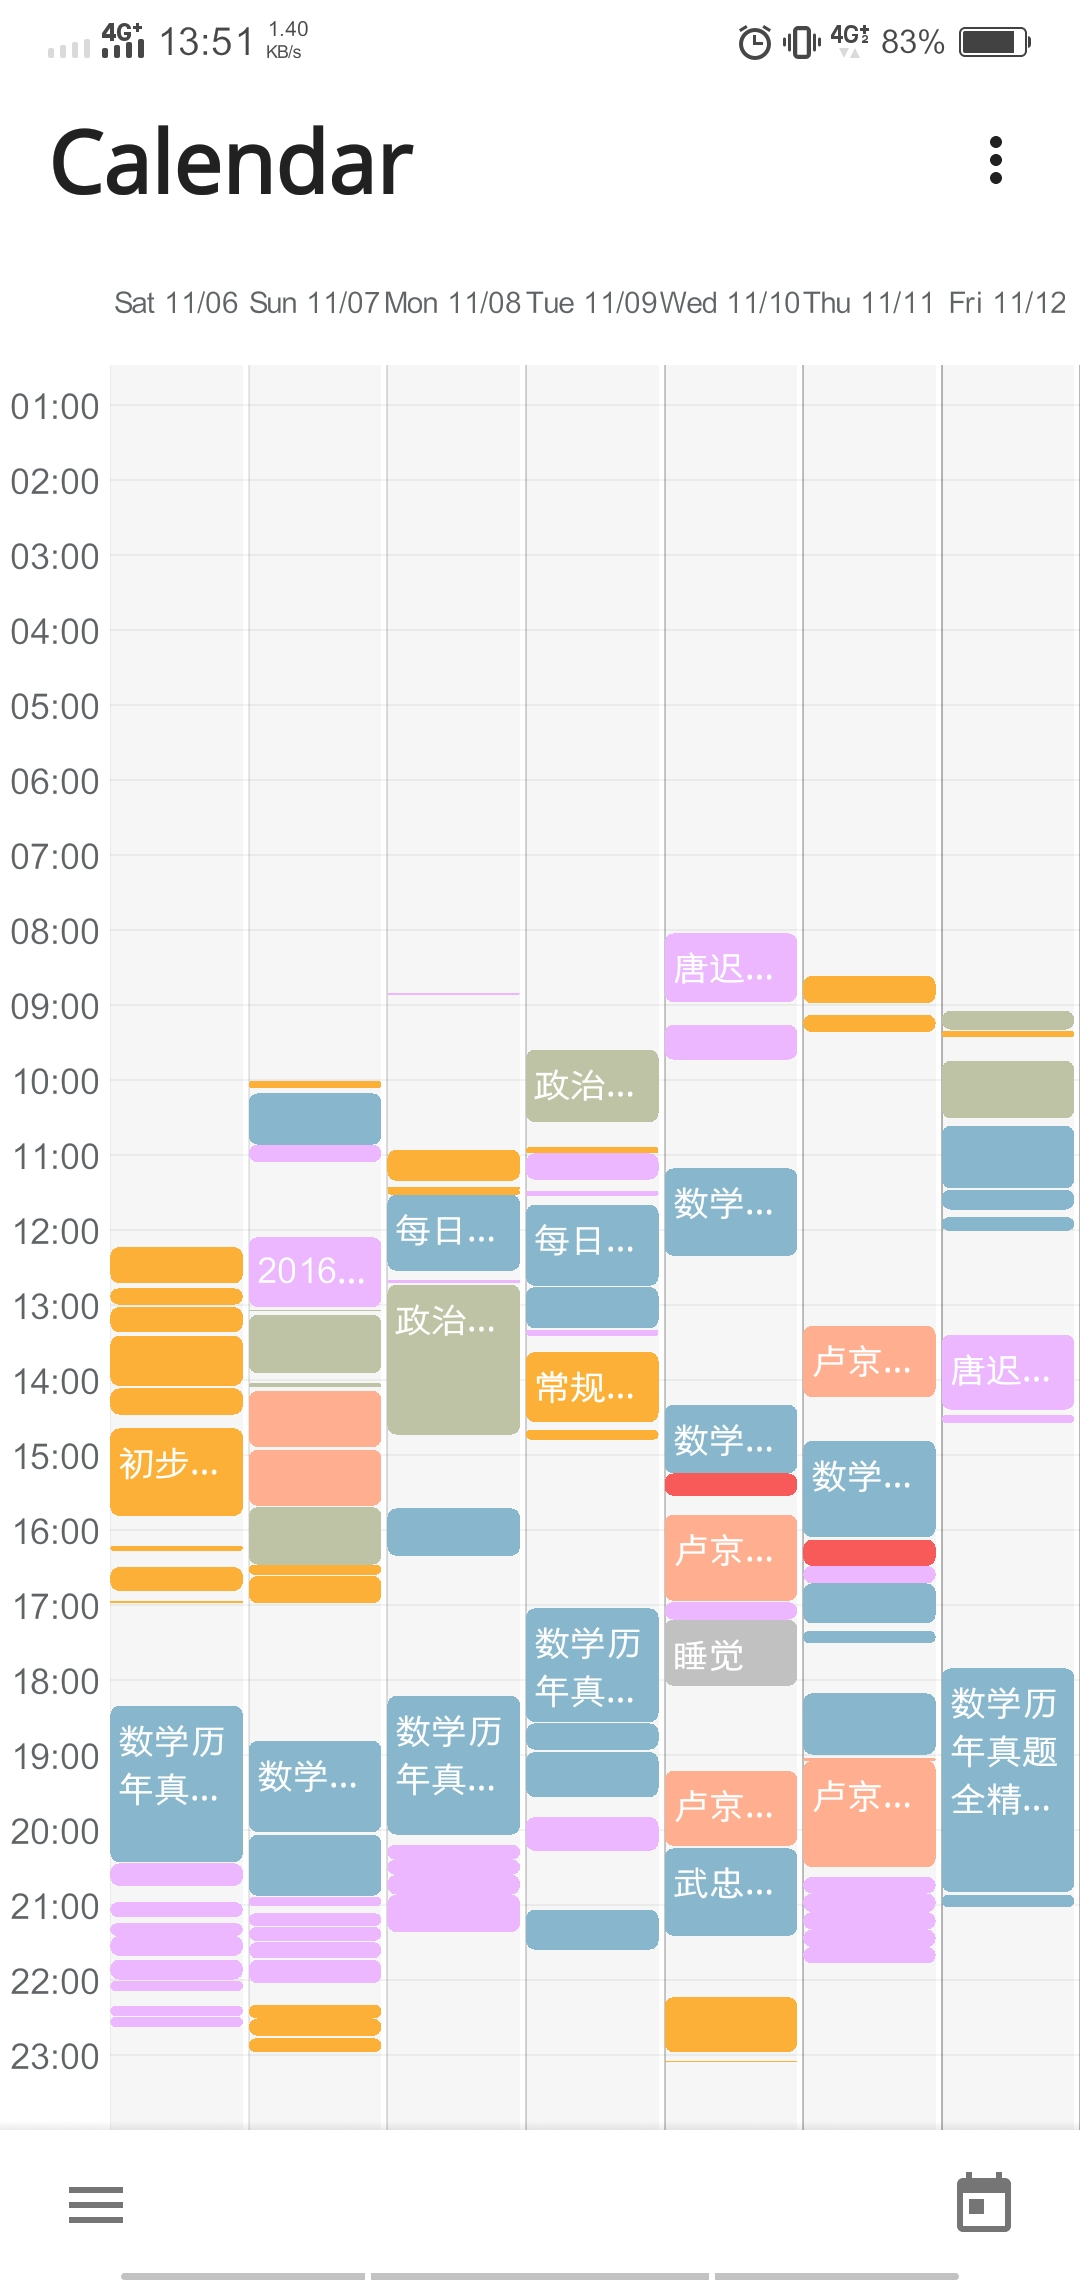 4G+ 13:51 1.40 KB/s 4G+2 83%
Calendar
Sat 11/06 Sun 11/07 Mon 11/08 Tue 11/09 Wed 11/10 Thu 11/11 Fri 11/12
01:00
02:00
03:00
04:00
05:00
06:00
07:00
08:00
唐迟...
09:00
10:00
政治...
11:00
数学...
12:00
每日...
每日...
2016...
13:00
政治...
卢京...
唐迟...
14:00
常规...
数学...
15:00
初步...
数学...
16:00
卢京...
17:00
数学历
年真...
睡觉
18:00
数学历
年真题
全精...
数学历
年真...
数学历
年真...
19:00
数学...
卢京...
卢京...
20:00
武忠...
21:00
22:00
23:00